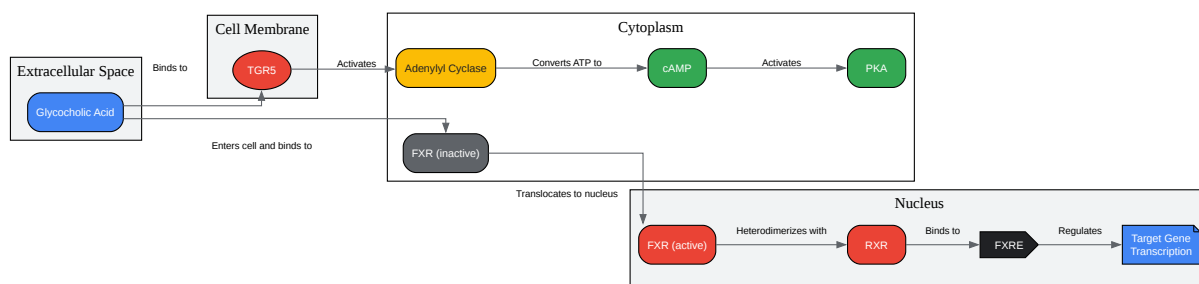 Cytoplasm
Cell Membrane
Extracellular Space
Binds to
TGR5
Activates
Adenylyl Cyclase
Converts ATP to
cAMP
Activates
PKA
Glycocholic Acid
Enters cell and binds to
FXR (inactive)
Translocates to nucleus
Nucleus
FXR (active)
Heterodimerizes with
RXR
Binds to
FXRE
Regulates
Target Gene
Transcription